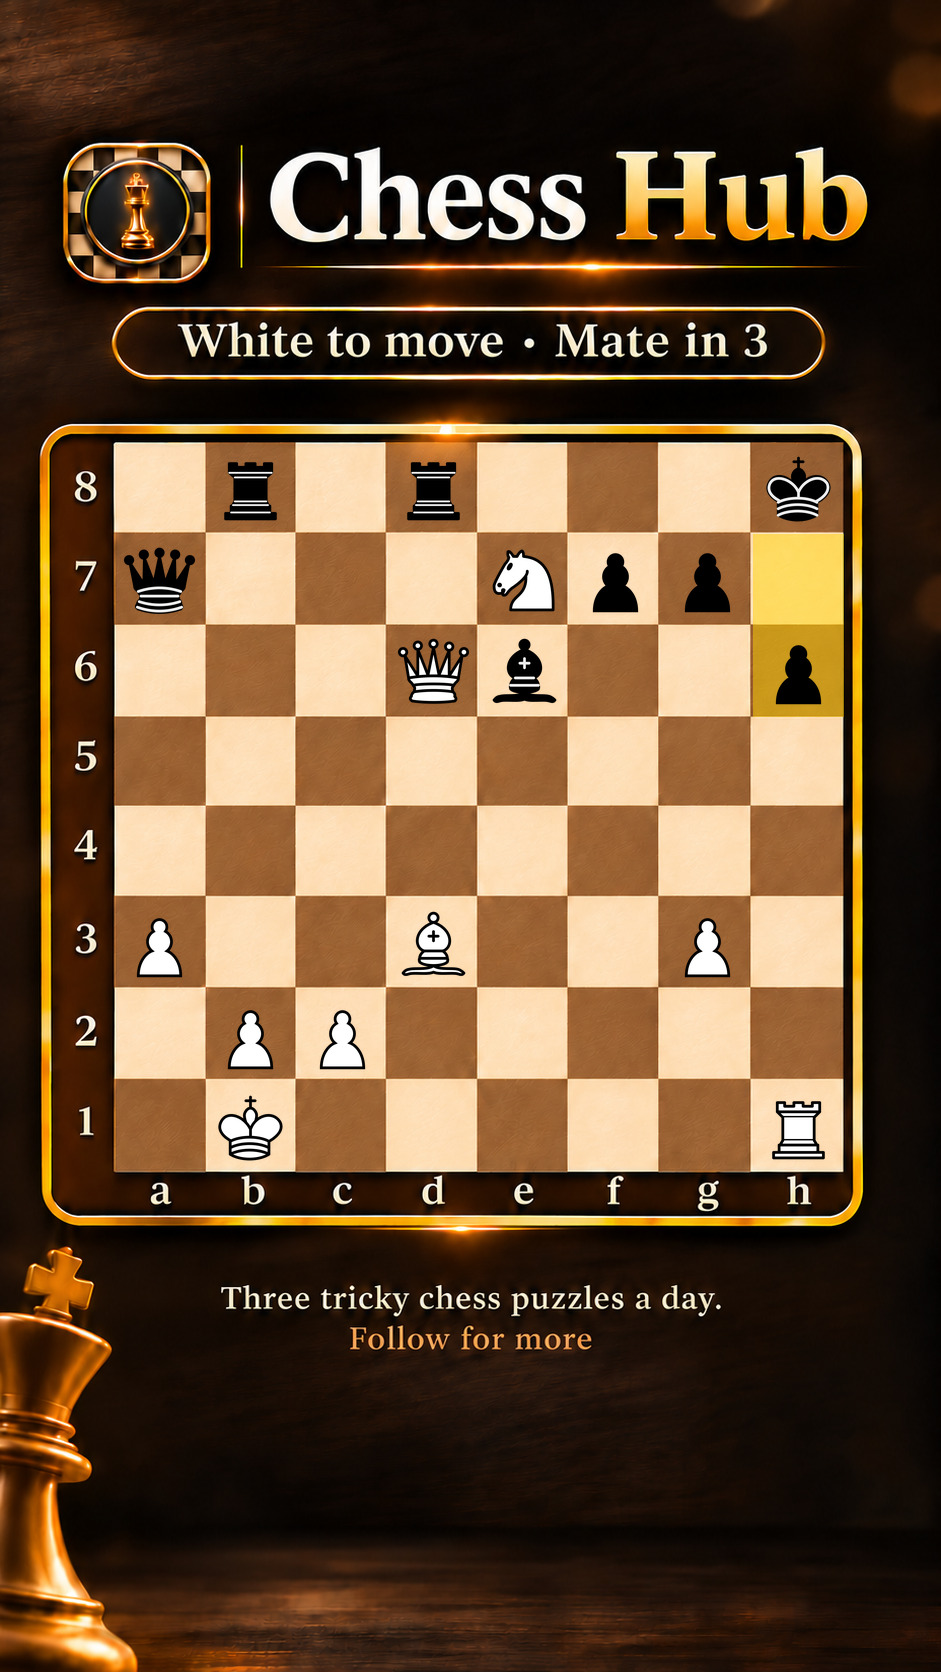 Chess Hub
White to move • Mate in 3
8
7
6
5
4
3
2
1
a b c d e f g h
Three tricky chess puzzles a day.
Follow for more